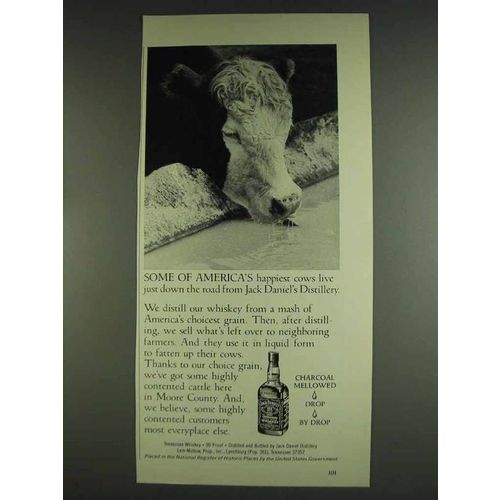 SOME OF AMERICA'S happiest cows live
just down the road from Jack Daniel's Distillery.
We distill our whiskey from a mash of
America's choicest grain. Then, after distill-
ing, we sell what's left over to neighboring
farmers. And they use it in liquid form
to fatten up their cows.
Thanks to our choice grain,
we've got some highly
contented cattle here
in Moore County. And,
we believe, some highly
contented customers
most everyplace else.
CHARCOAL
MELLOWED
DROP
BY DROP
Tennessee Whiskey • 90 Proof • Distilled and Bottled by Jack Daniel Distillery
Lem Motlow, Prop., Inc., Lynchburg (Pop. 361), Tennessee 37352
Placed in the National Register of Historic Places by the United States Government.
101